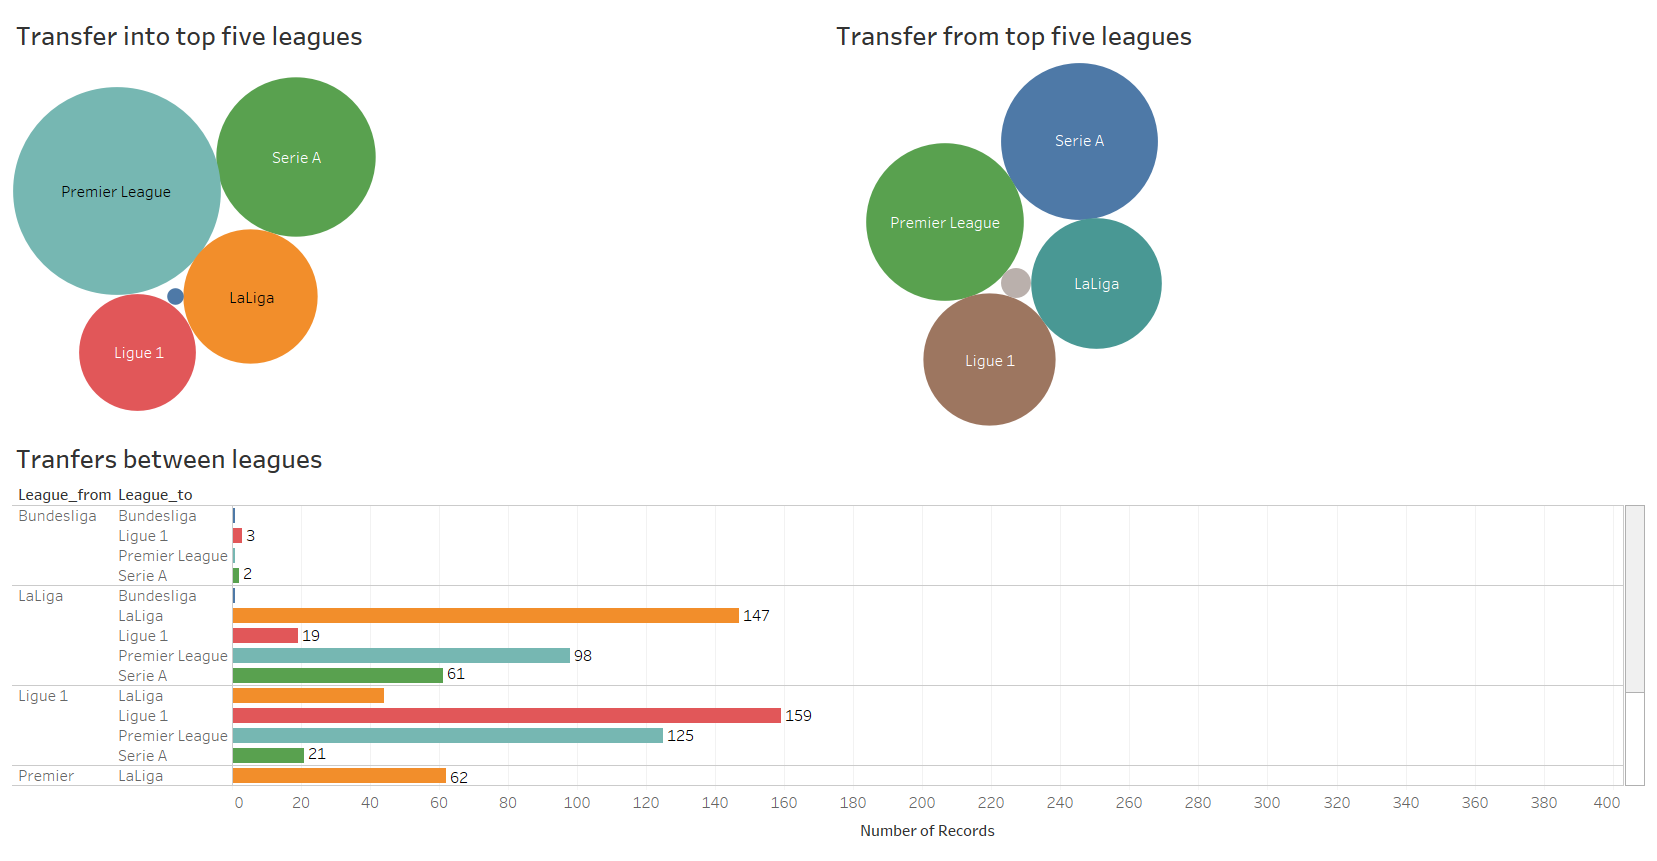 Transfer into top five leagues
Transfer from top five leagues
Premier League
Serie A
LaLiga
Ligue 1
Serie A
Premier League
LaLiga
Ligue 1
Tranfers between leagues
League_from League_to
Bundesliga Bundesliga
Ligue 1 3
Premier League
Serie A 2
LaLiga Bundesliga
LaLiga 147
Ligue 1 19
Premier League 98
Serie A 61
Ligue 1 LaLiga
Ligue 1 159
Premier League 125
Serie A 21
Premier LaLiga 62
0 20 40 60 80 100 120 140 160 180 200 220 240 260 280 300 320 340 360 380 400
Number of Records